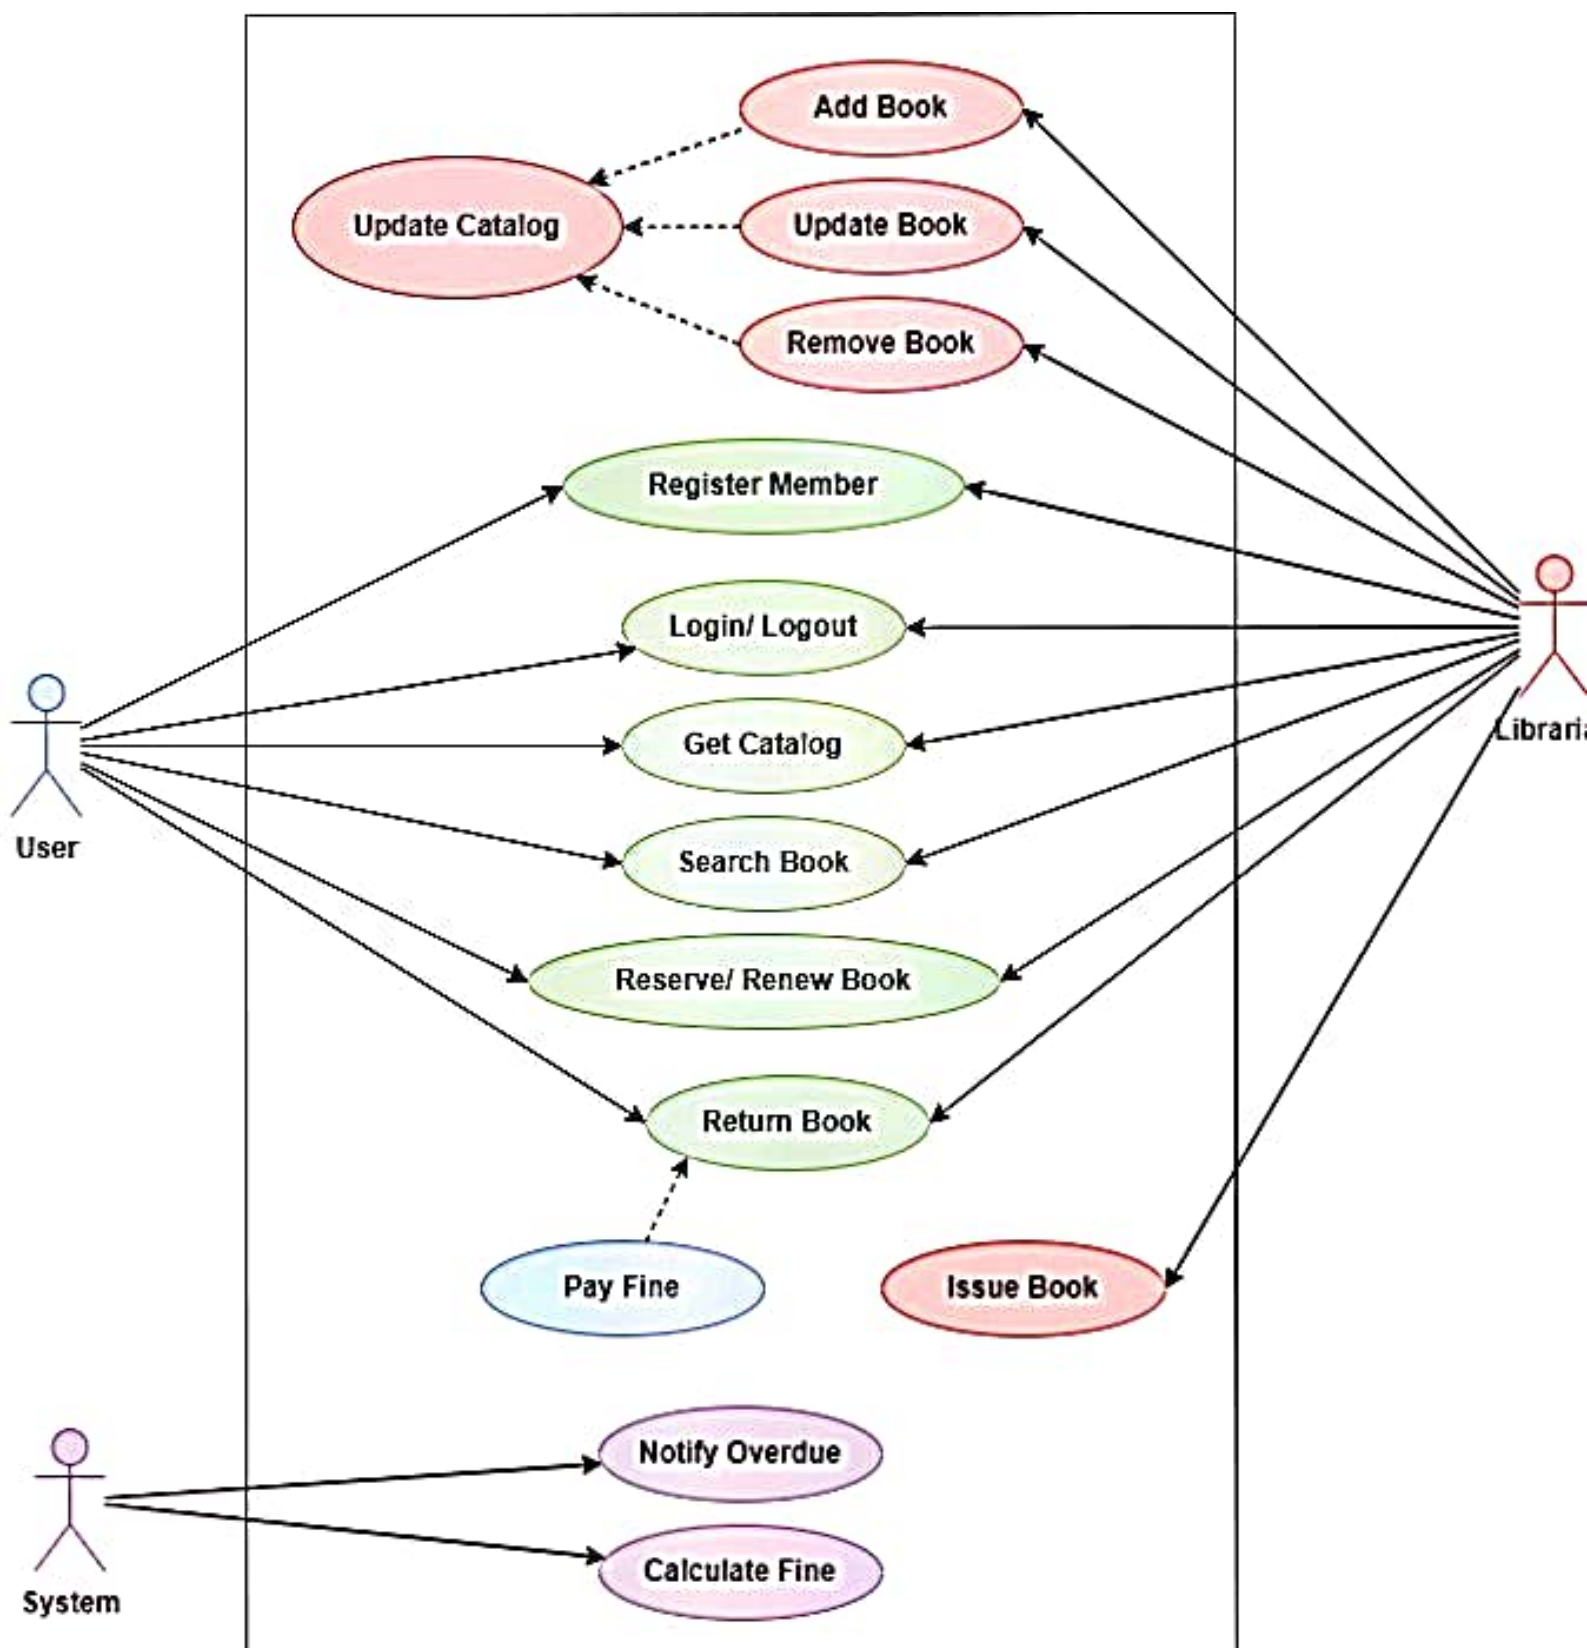 Add Book
Update Catalog
Update Book
Remove Book
Register Member
Login/ Logout
Get Catalog
Libraria
User
Search Book
Reserve/ Renew Book
Return Book
Pay Fine
Issue Book
Notify Overdue
Calculate Fine
System